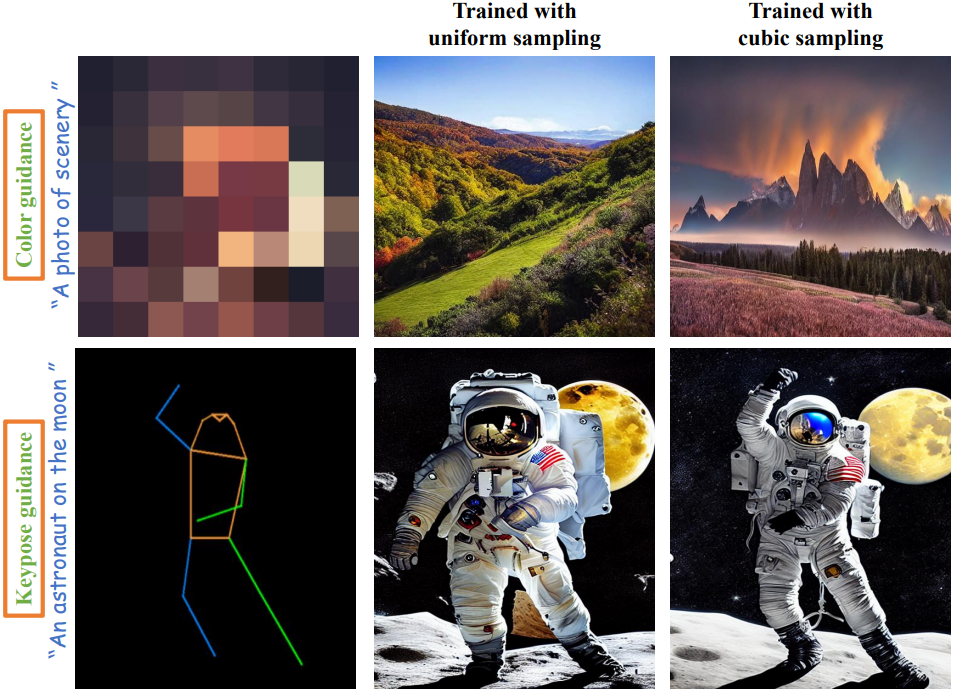 Trained with
uniform sampling
Trained with
cubic sampling
Color guidance
“A photo of scenery”
Keypose guidance
“An astronaut on the moon”